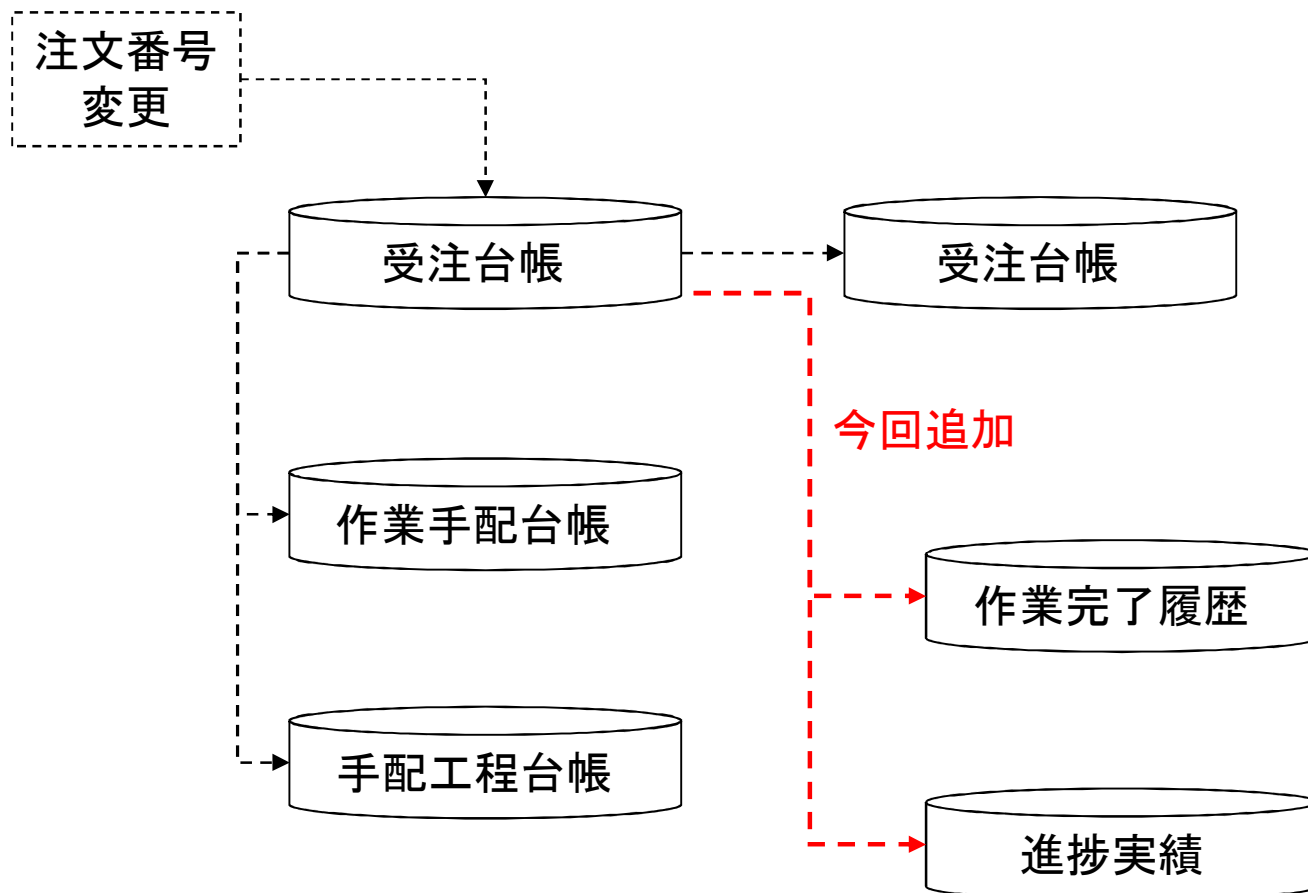 注文番号
変更
受注台帳
受注台帳
今回追加
作業手配台帳
作業完了履歴
手配工程台帳
進捗実績